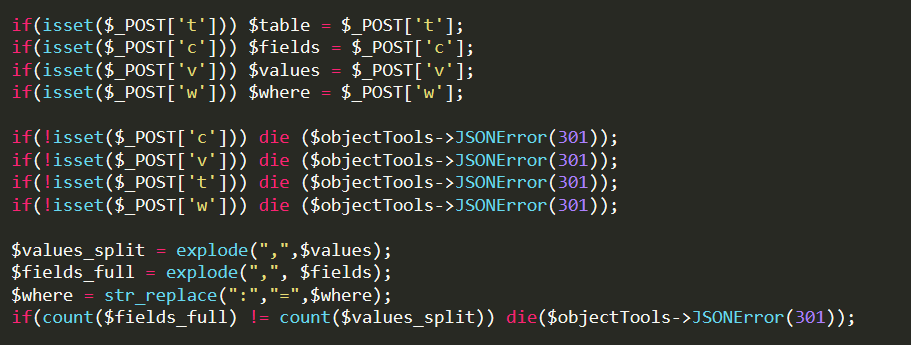 if(isset($_POST['t'])) $table = $_POST['t'];
if(isset($_POST['c'])) $fields = $_POST['c'];
if(isset($_POST['v'])) $values = $_POST['v'];
if(isset($_POST['w'])) $where = $_POST['w'];
if(!isset($_POST['c'])) die ($objectTools->JSONError(301));
if(!isset($_POST['v'])) die ($objectTools->JSONError(301));
if(!isset($_POST['t'])) die ($objectTools->JSONError(301));
if(!isset($_POST['w'])) die ($objectTools->JSONError(301));
$values_split = explode(",",$values);
$fields_full = explode(",", $fields);
$where = str_replace(":","=",$where);
if(count($fields_full) != count($values_split)) die($objectTools->JSONError(301));